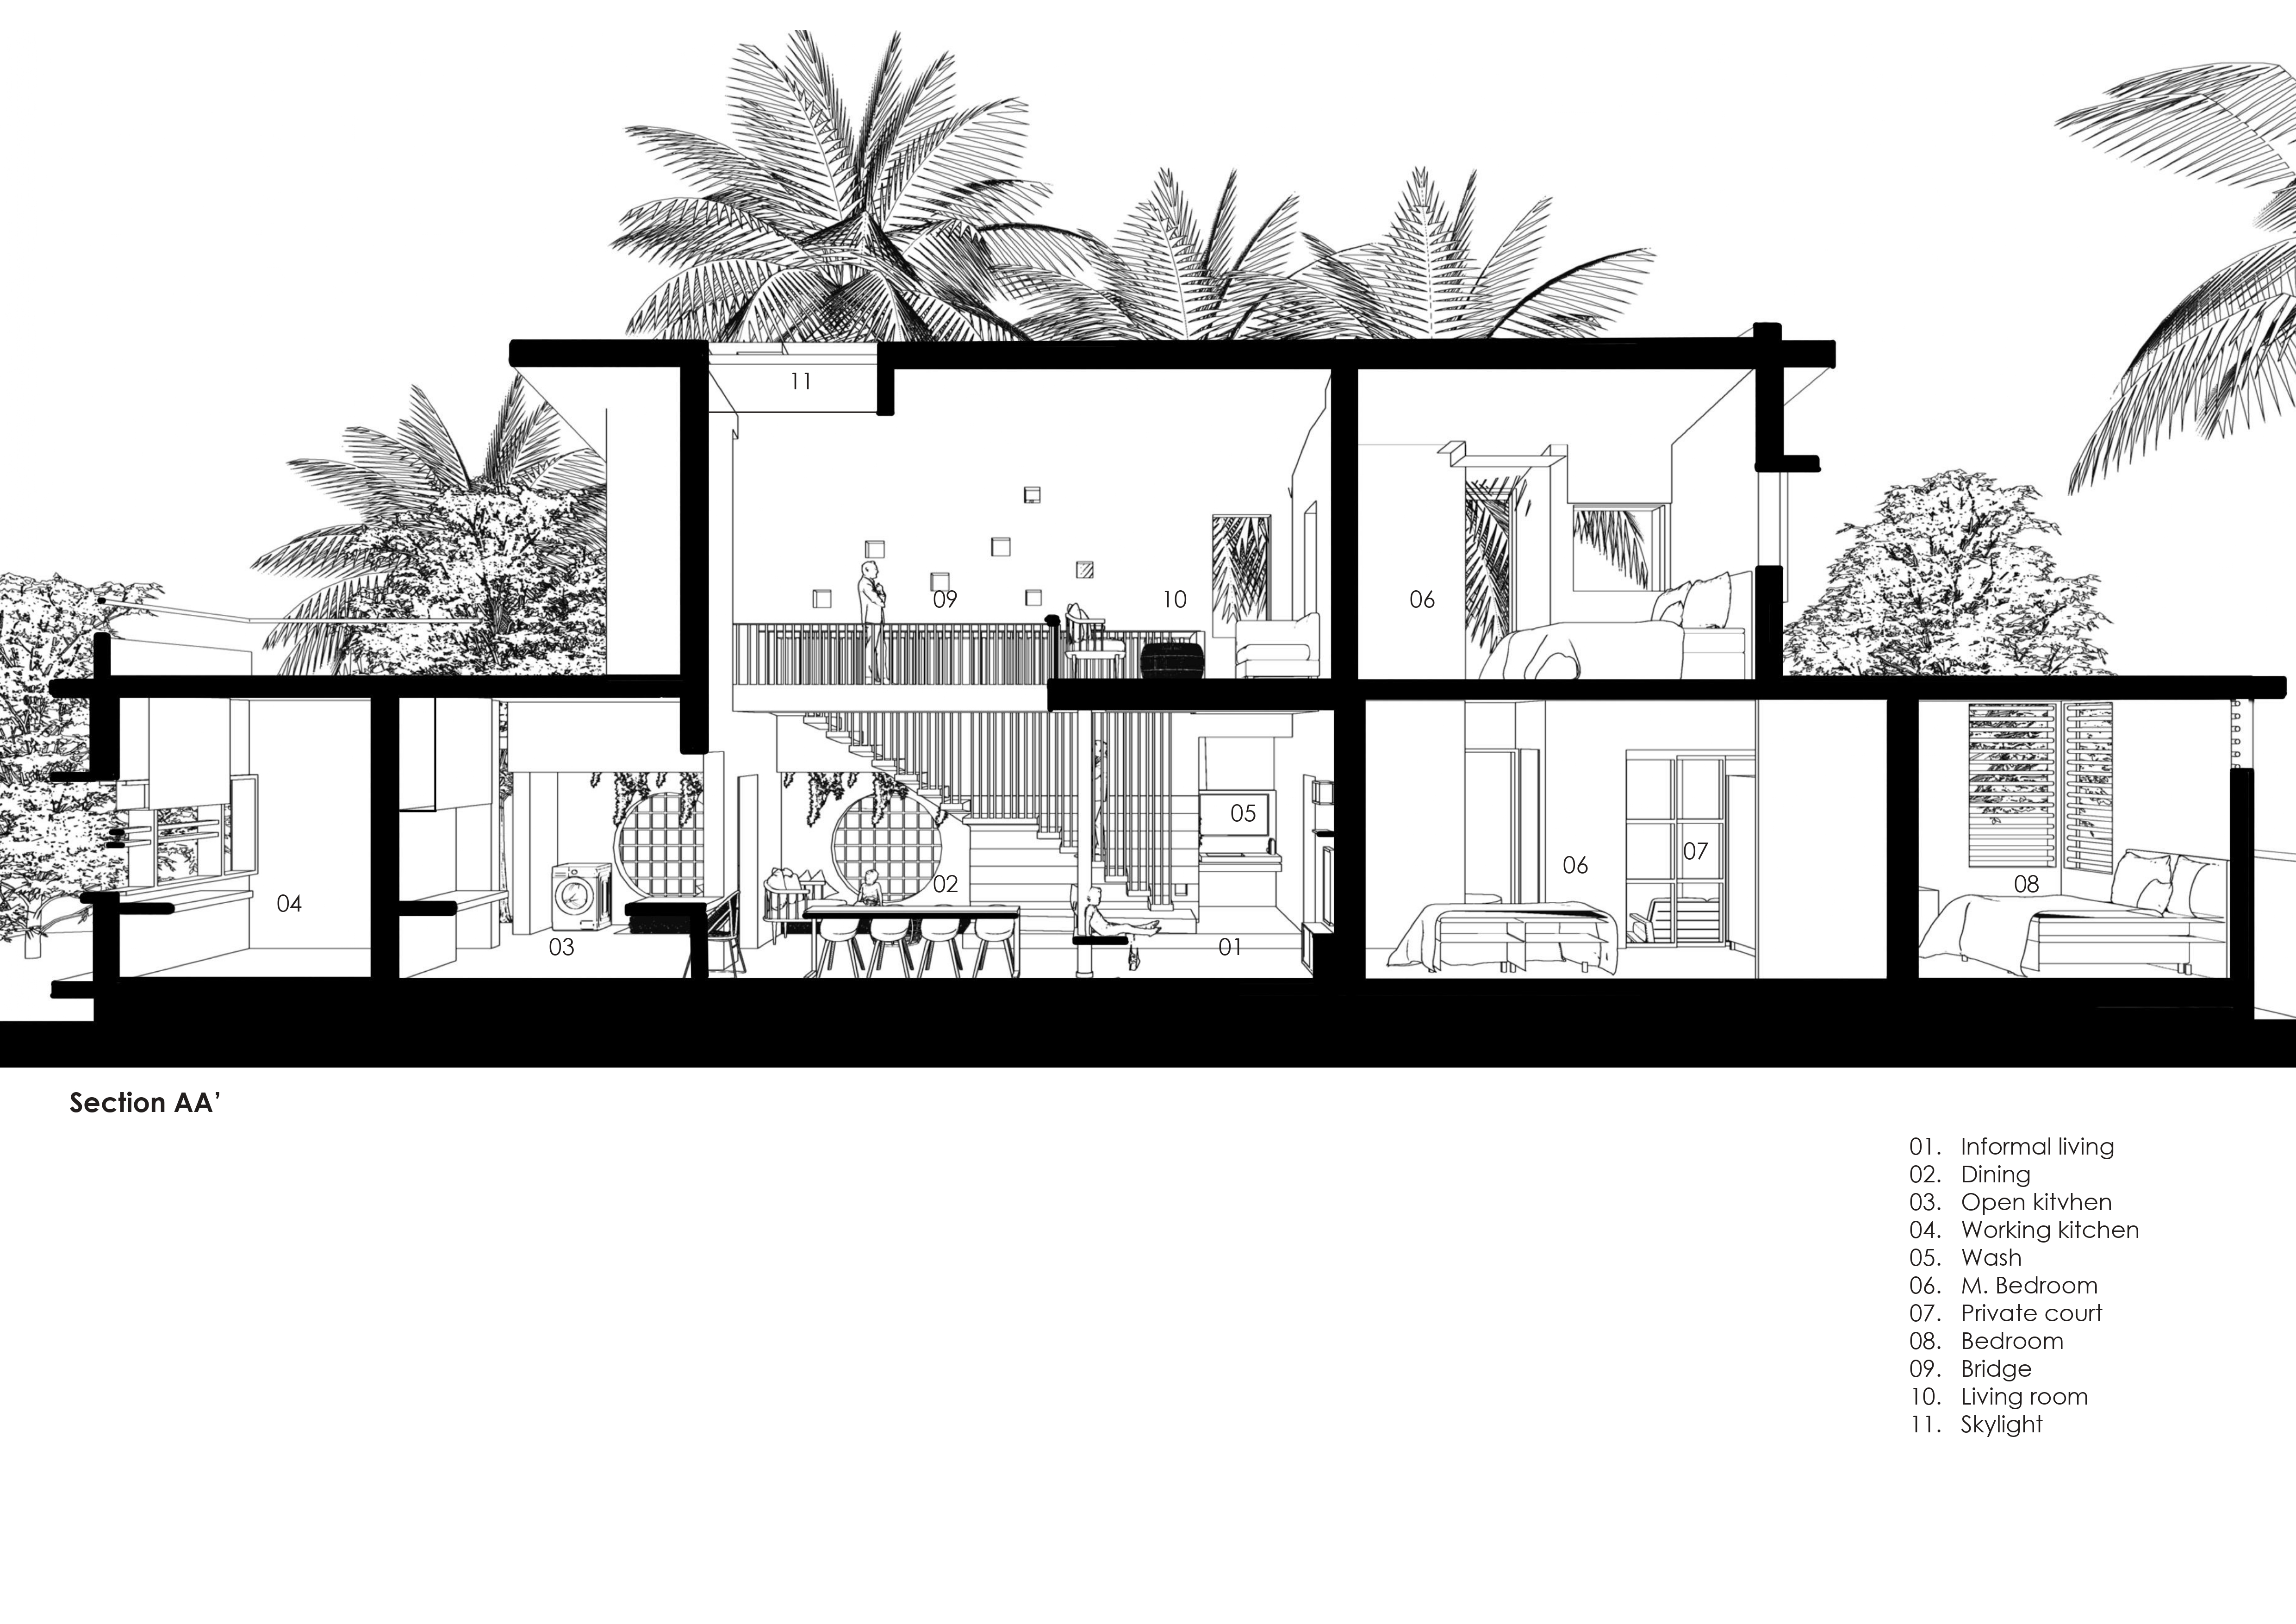 11
09
10
06
05
07
06
04
02
08
03
01
Section AA’
01. Informal living
02. Dining
03. Open kitvhen
04. Working kitchen
05. Wash
06. M. Bedroom
07. Private court
08. Bedroom
09. Bridge
10. Living room
11. Skylight